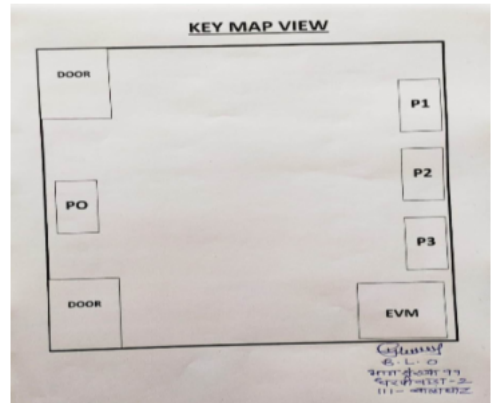 KEY MAP VIEW
DOOR
P1
P2
PO
P3
DOOR
EVM
B.L.O
भाग